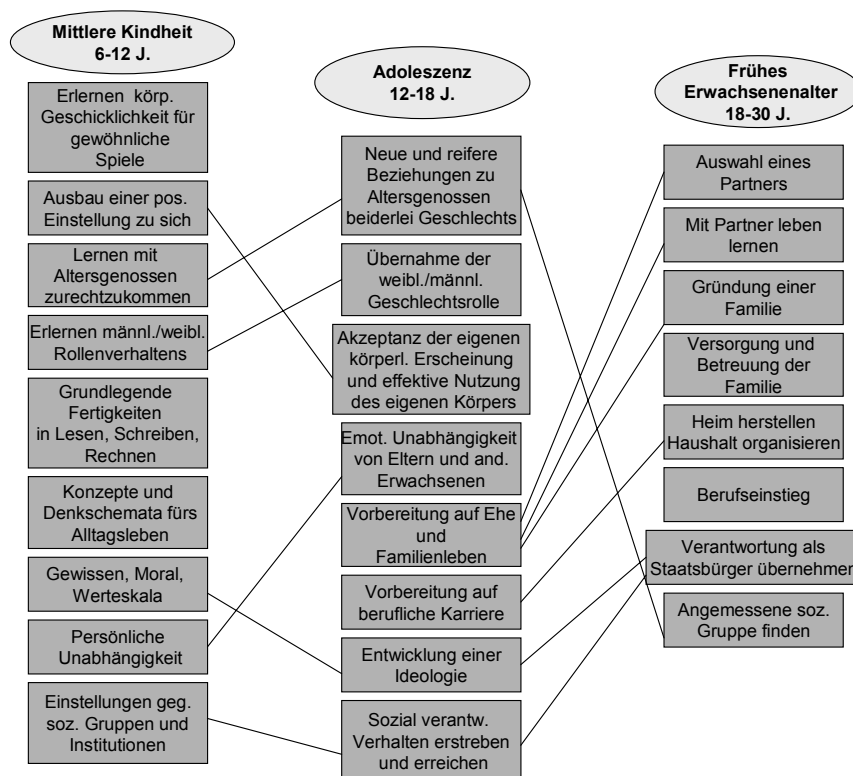 Mittlere Kindheit
6-12 J.
Erlernen körp.
Geschicklichkeit für
gewöhnliche
Spiele
Ausbau einer pos.
Einstellung zu sich
Lernen mit
Altersgenossen
zurechtzukommen
Erlernen männl./weibl.
Rollenverhaltens
Grundlegende
Fertigkeiten
in Lesen, Schreiben,
Rechnen
Konzepte und
Denkschemata fürs
Alltagsleben
Gewissen, Moral,
Werteskala
Persönliche
Unabhängigkeit
Einstellungen geg.
soz. Gruppen und
Institutionen
Adoleszenz
12-18 J.
Neue und reifere
Beziehungen zu
Altersgenossen
beiderlei Geschlechts
Übernahme der
weibl./männl.
Geschlechtsrolle
Akzeptanz der eigenen
körperl. Erscheinung
und effektive Nutzung
des eigenen Körpers
Emot. Unabhängigkeit
von Eltern und and.
Erwachsenen
Vorbereitung auf Ehe
und
Familienleben
Vorbereitung auf
berufliche Karriere
Entwicklung einer
Ideologie
Sozial verantw.
Verhalten erstreben
und erreichen
Frühes
Erwachsenenalter
18-30 J.
Auswahl eines
Partners
Mit Partner leben
lernen
Gründung einer
Familie
Versorgung und
Betreuung der
Familie
Heim herstellen
Haushalt organisieren
Berufseinstieg
Verantwortung als
Staatsbürger übernehmen
Angemessene soz.
Gruppe finden